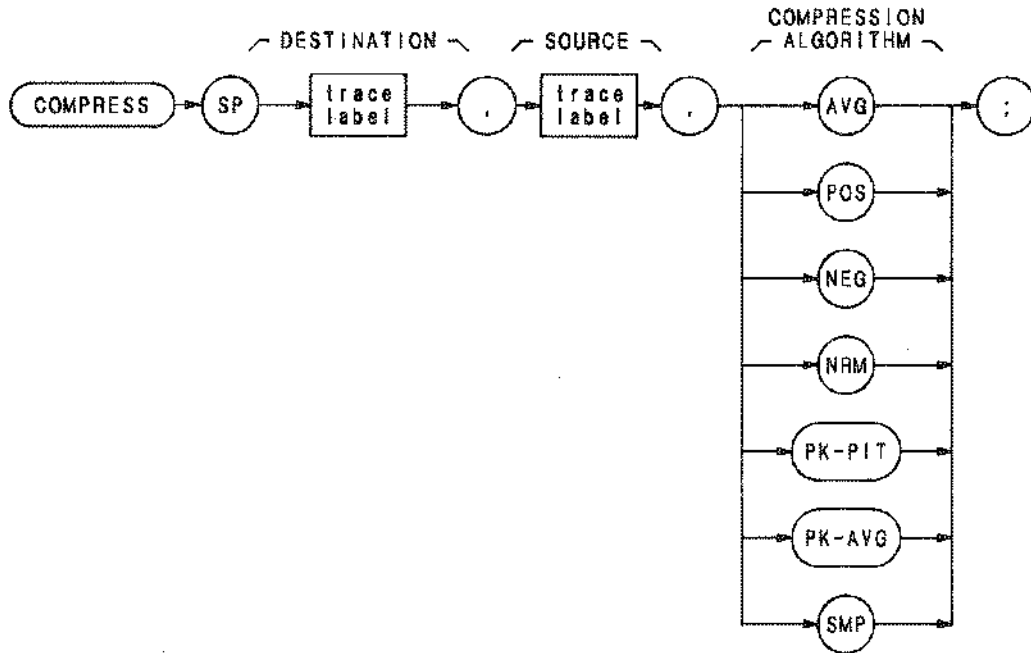 COMPRESSION
DESTINATION SOURCE ALGORITHM
COMPRESS SP trace label , trace label , AVG ;
POS
NEG
NRM
PK-PIT
PK-AVG
SMP